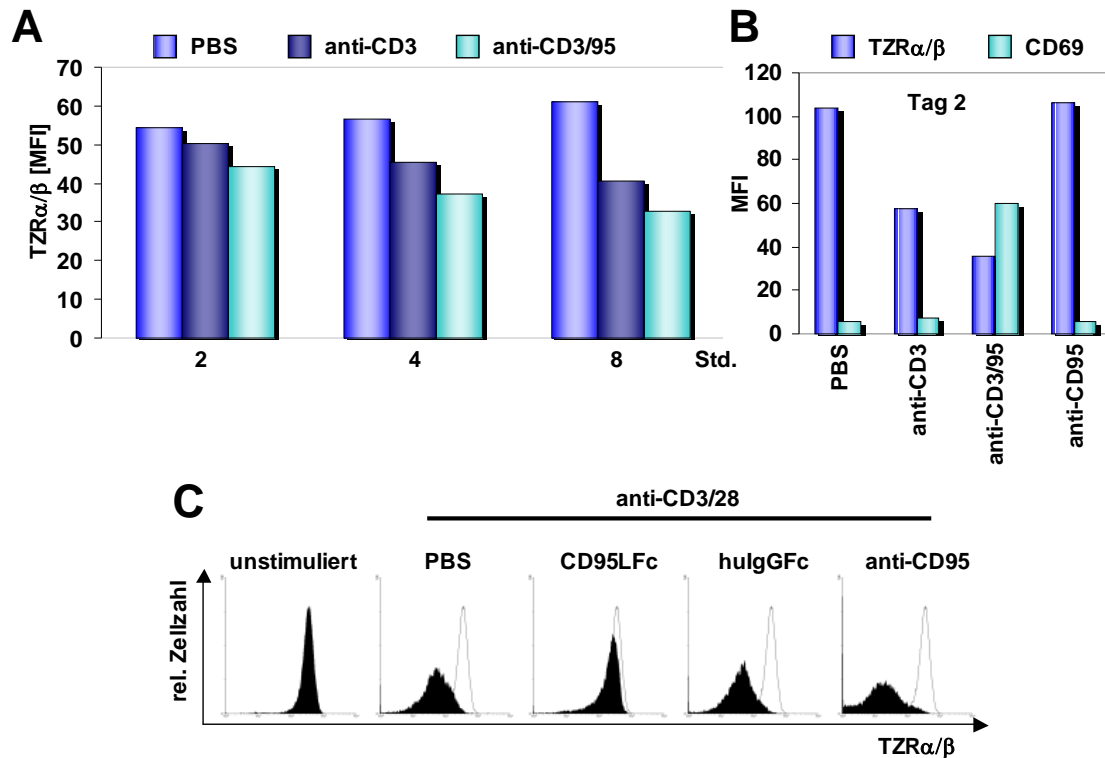 A
PBS anti-CD3 anti-CD3/95
TZRα/β [MFI]
70
60
50
40
30
20
10
0
2 4 8 Std.
B
TZRα/β CD69
Tag 2
MFI
120
100
80
60
40
20
0
PBS
anti-CD3
anti-CD3/95
anti-CD95
C
anti-CD3/28
unstimuliert PBS CD95LFc huIgGFc anti-CD95
rel. Zellzahl
TZRα/β